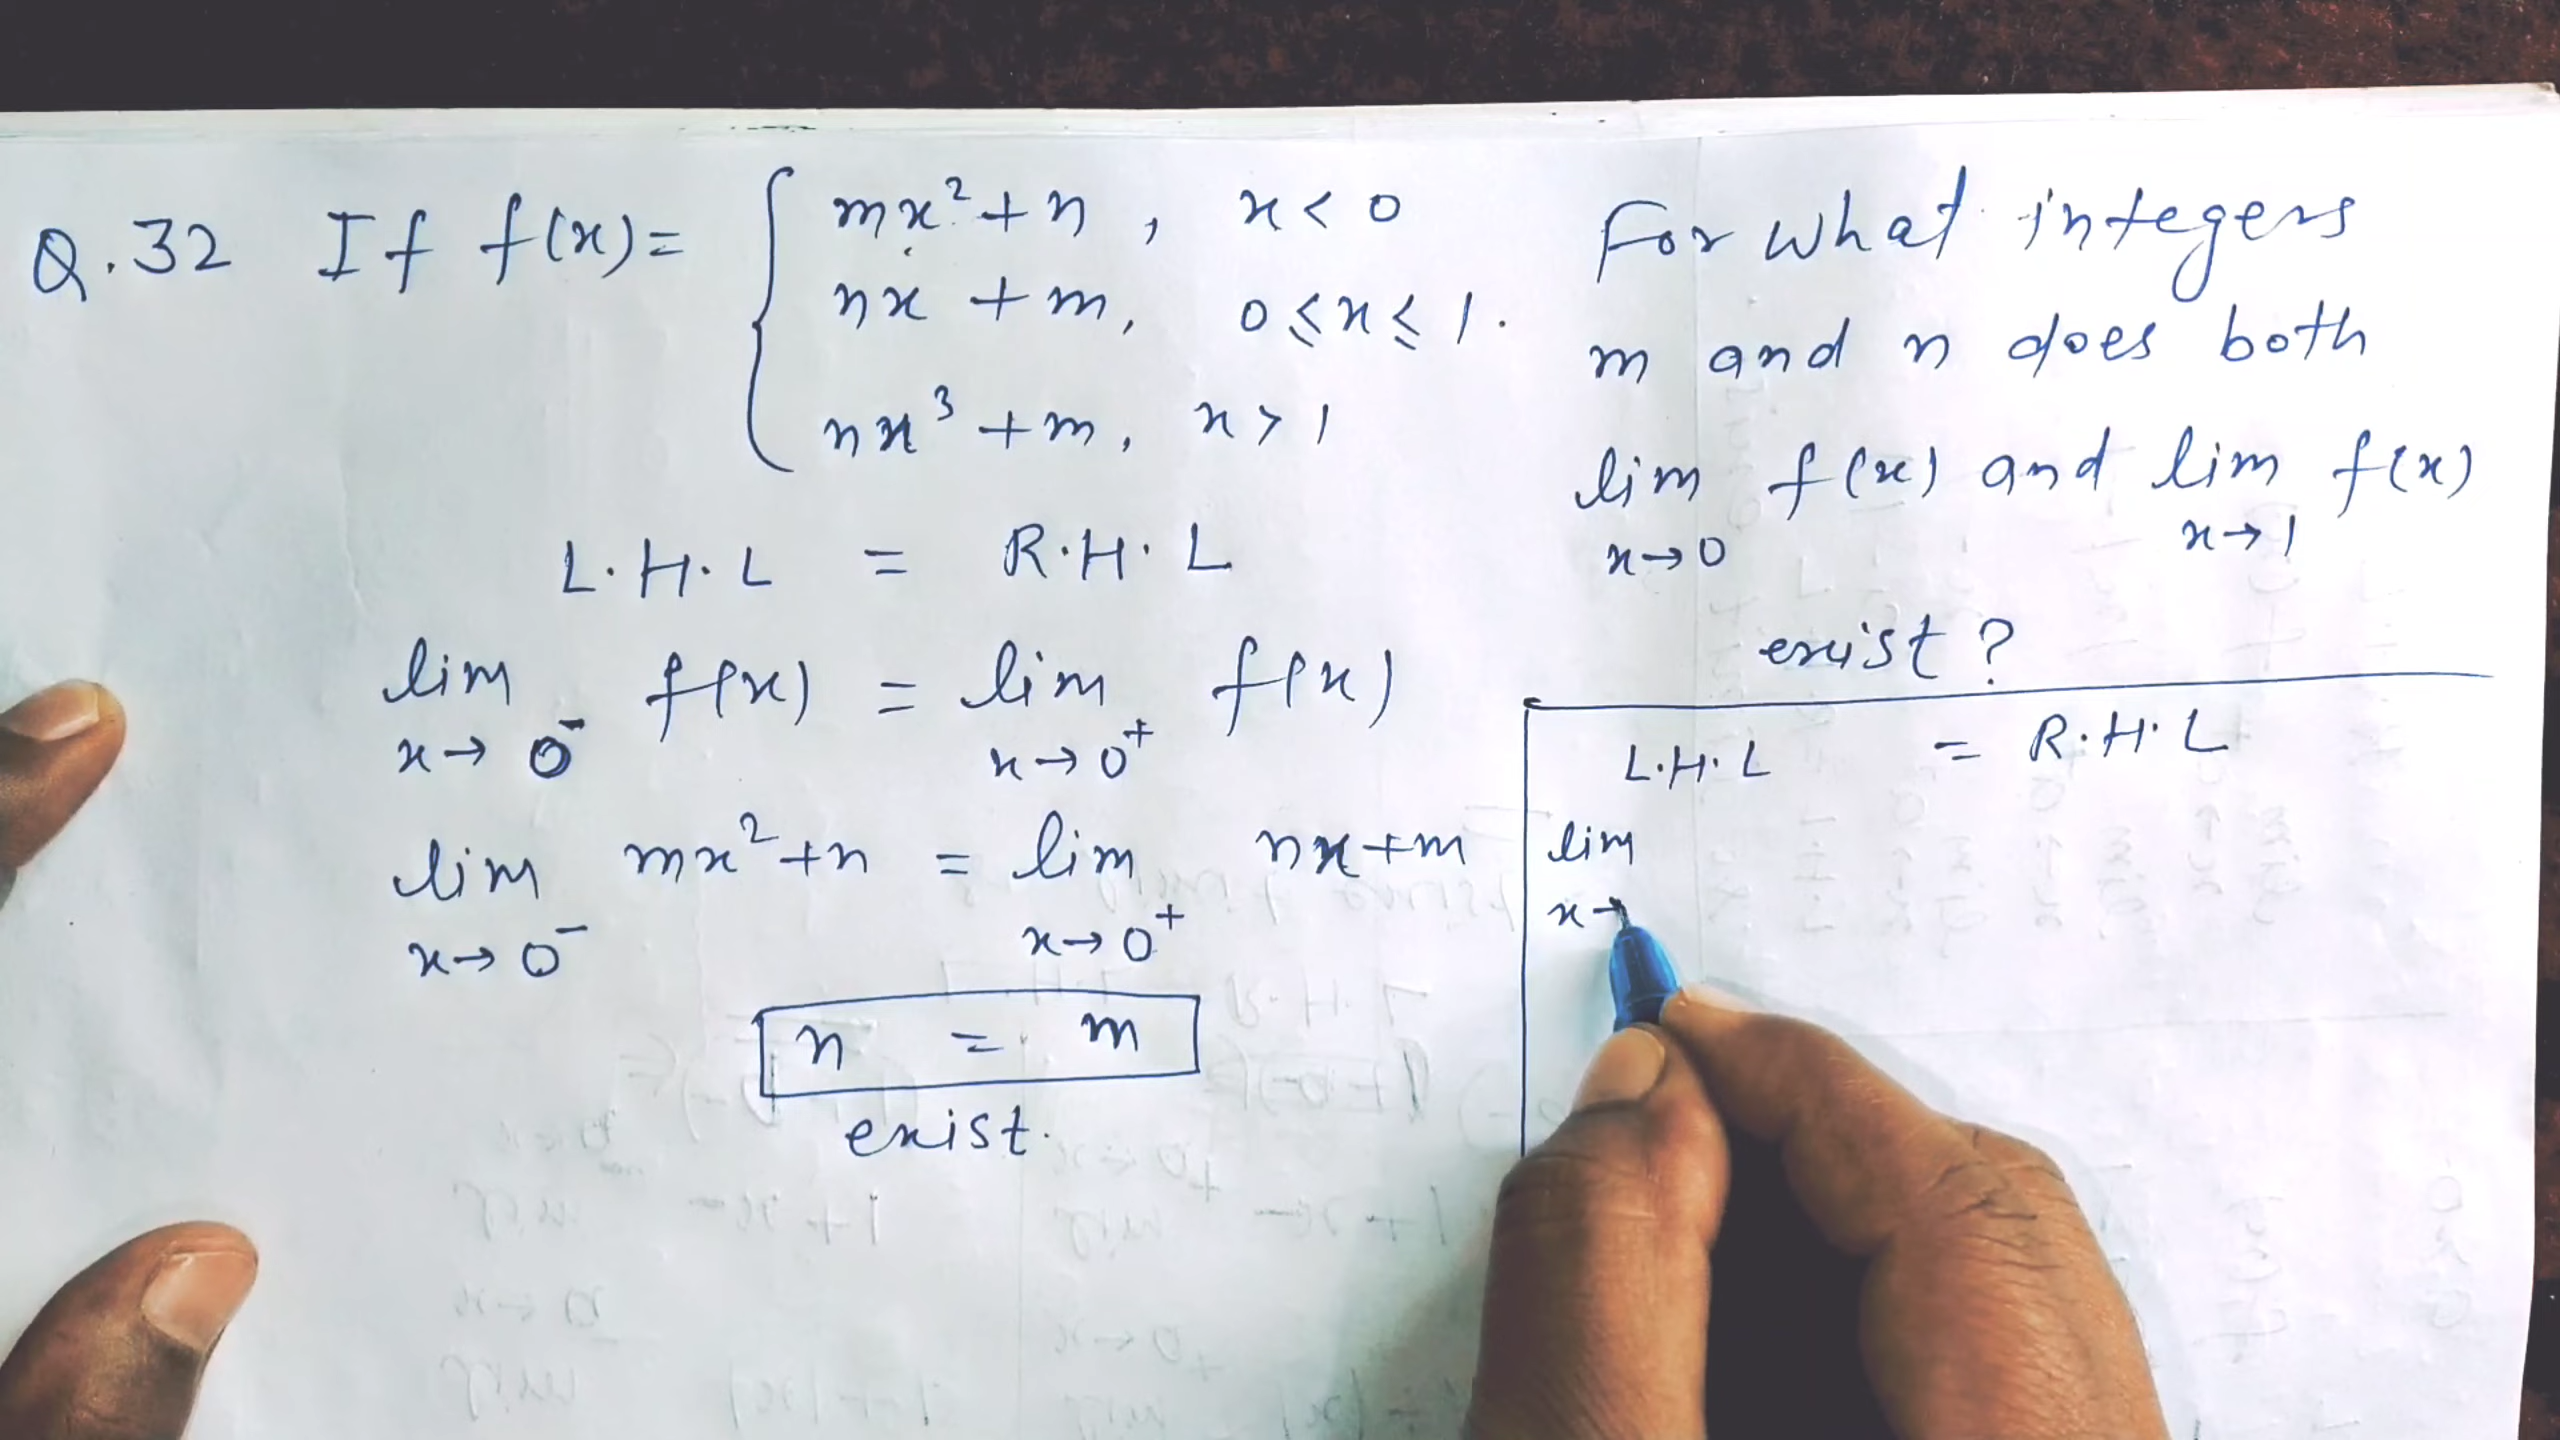 Q.32 If f(x)= { mx²+n, x<0
nx+m, 0≤x≤1.
nx³+m, x>1
For what integers
m and n does both
lim f(x) and lim f(x)
x→0 x→1
exist?
L.H.L = R.H.L
lim f(x) = lim f(x)
x→0⁻ x→0⁺
lim mx²+n = lim nx+m
x→0⁻ x→0⁺
n = m
exist.
L.H.L = R.H.L
lim
x→